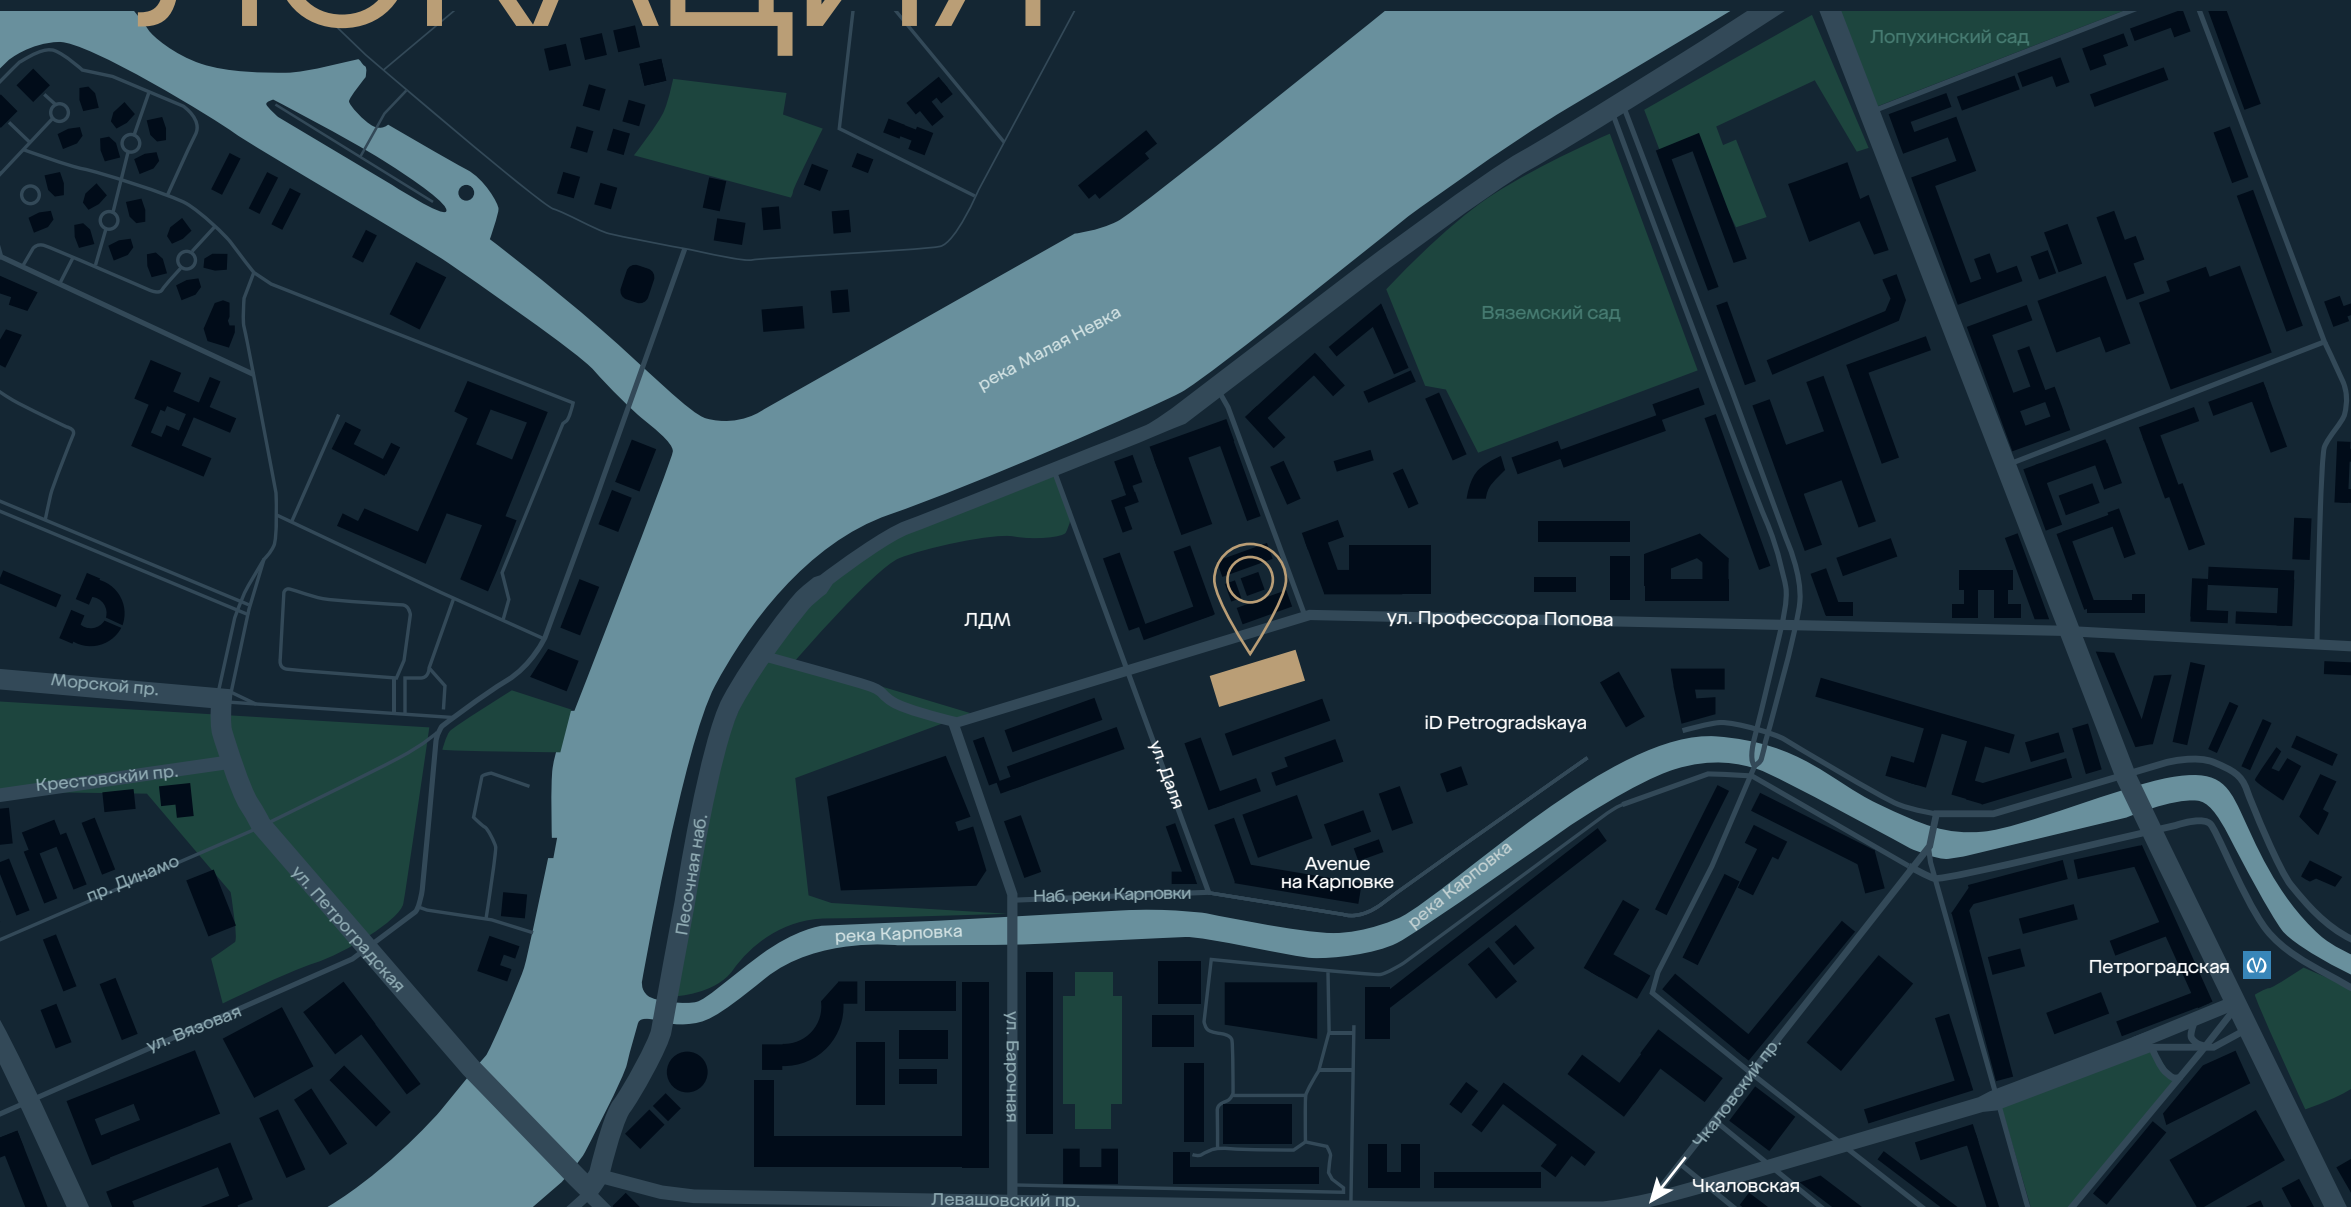 ЛОКАЦИЯ
Лопухинский сад
Вяземский сад
река Малая Невка
ЛДМ
ул. Профессора Попова
Морской пр.
iD Petrogradskaya
Крестовскйи пр.
ул. Даля
пр. Динамо
ул. Петроградская
Песочная наб.
Avenue
на Карповке
Наб. реки Карповки
река Карповка
река Карповка
Петроградская
ул. Вязовая
ул. Барочная
Чкаловский пр.
Чкаловская
Левашовский пр.